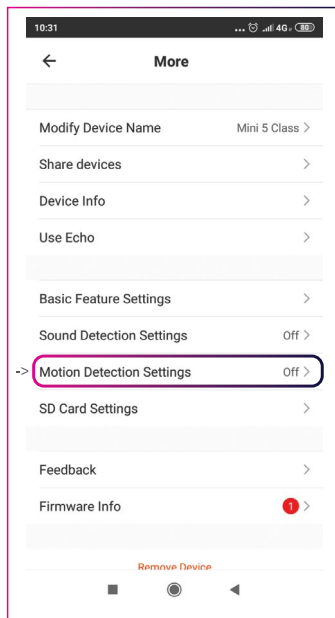 10:31 ... 4G 80
More
Modify Device Name Mini 5 Class >
Share devices >
Device Info >
Use Echo >
Basic Feature Settings >
Sound Detection Settings Off >
-> Motion Detection Settings Off >
SD Card Settings >
Feedback >
Firmware Info 1 >
Remove Device